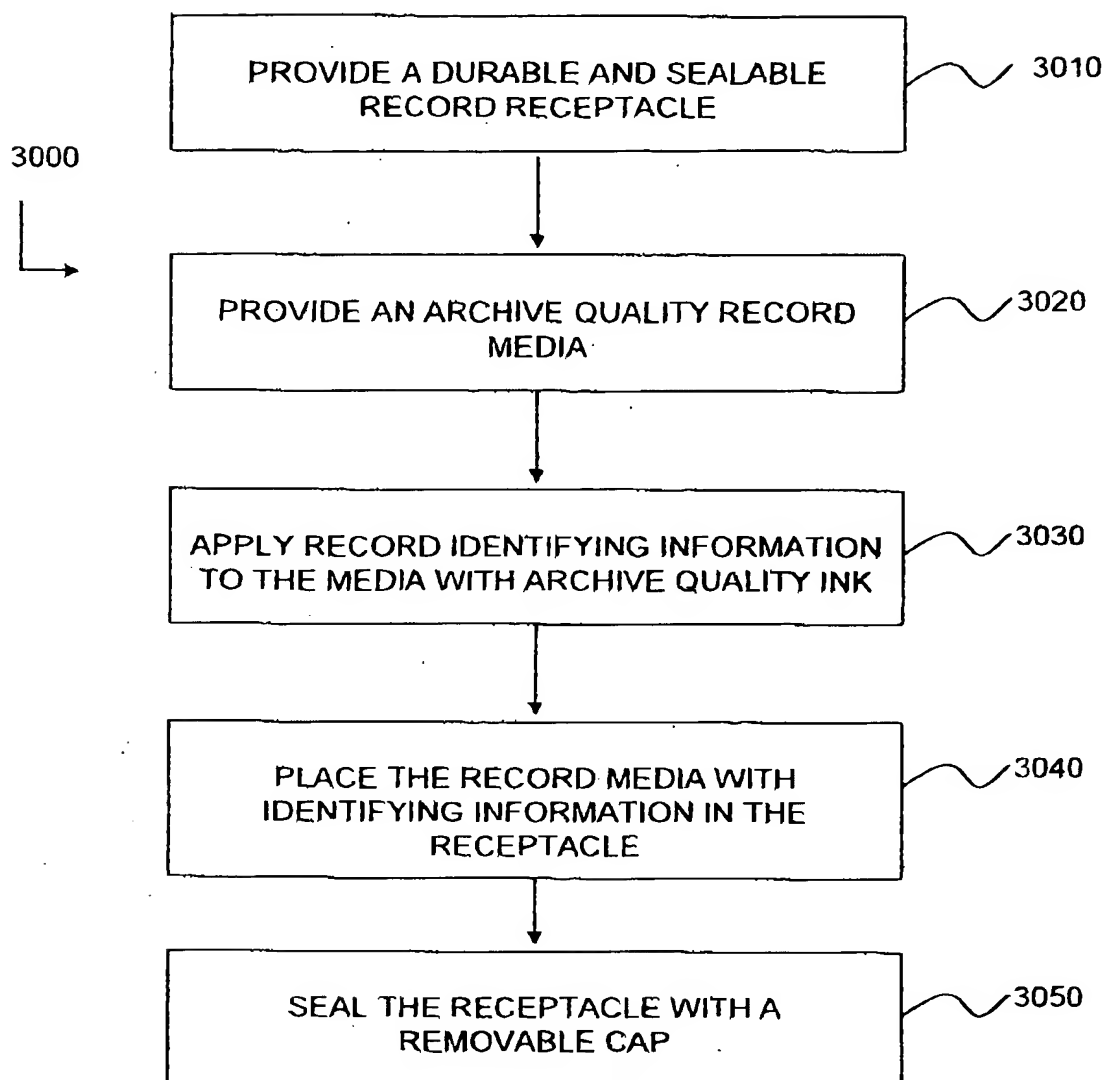 PROVIDE A DURABLE AND SEALABLE
RECORD RECEPTACLE
3010
3000
PROVIDE AN ARCHIVE QUALITY RECORD
MEDIA
3020
APPLY RECORD IDENTIFYING INFORMATION
TO THE MEDIA WITH ARCHIVE QUALITY INK
3030
PLACE THE RECORD MEDIA WITH
IDENTIFYING INFORMATION IN THE
RECEPTACLE
3040
SEAL THE RECEPTACLE WITH A
REMOVABLE CAP
3050